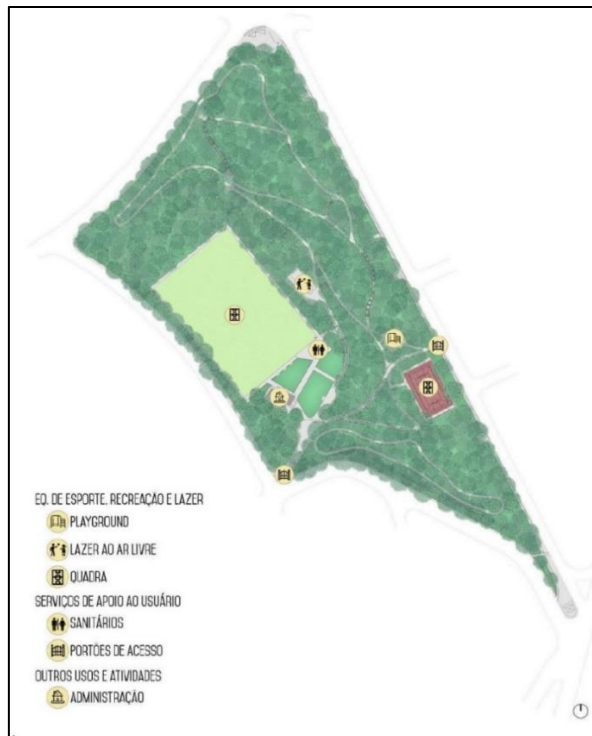 EQ. DE ESPORTE, RECREAÇÃO E LAZER
PLAYGROUND
LAZER AO AR LIVRE
QUADRA
SERVIÇOS DE APOIO AO USUÁRIO
SANITÁRIOS
PORTÕES DE ACESSO
OUTROS USOS E ATIVIDADES
ADMINISTRAÇÃO